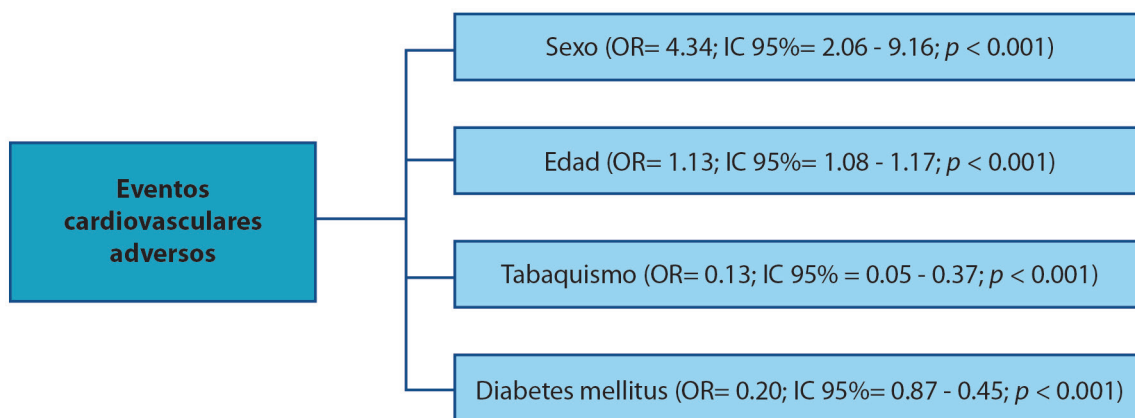 Sexo (OR= 4.34; IC 95%= 2.06 - 9.16; p < 0.001)
Edad (OR= 1.13; IC 95%= 1.08 - 1.17; p < 0.001)
Eventos
cardiovasculares
adversos
Tabaquismo (OR= 0.13; IC 95% = 0.05 - 0.37; p < 0.001)
Diabetes mellitus (OR= 0.20; IC 95%= 0.87 - 0.45; p < 0.001)